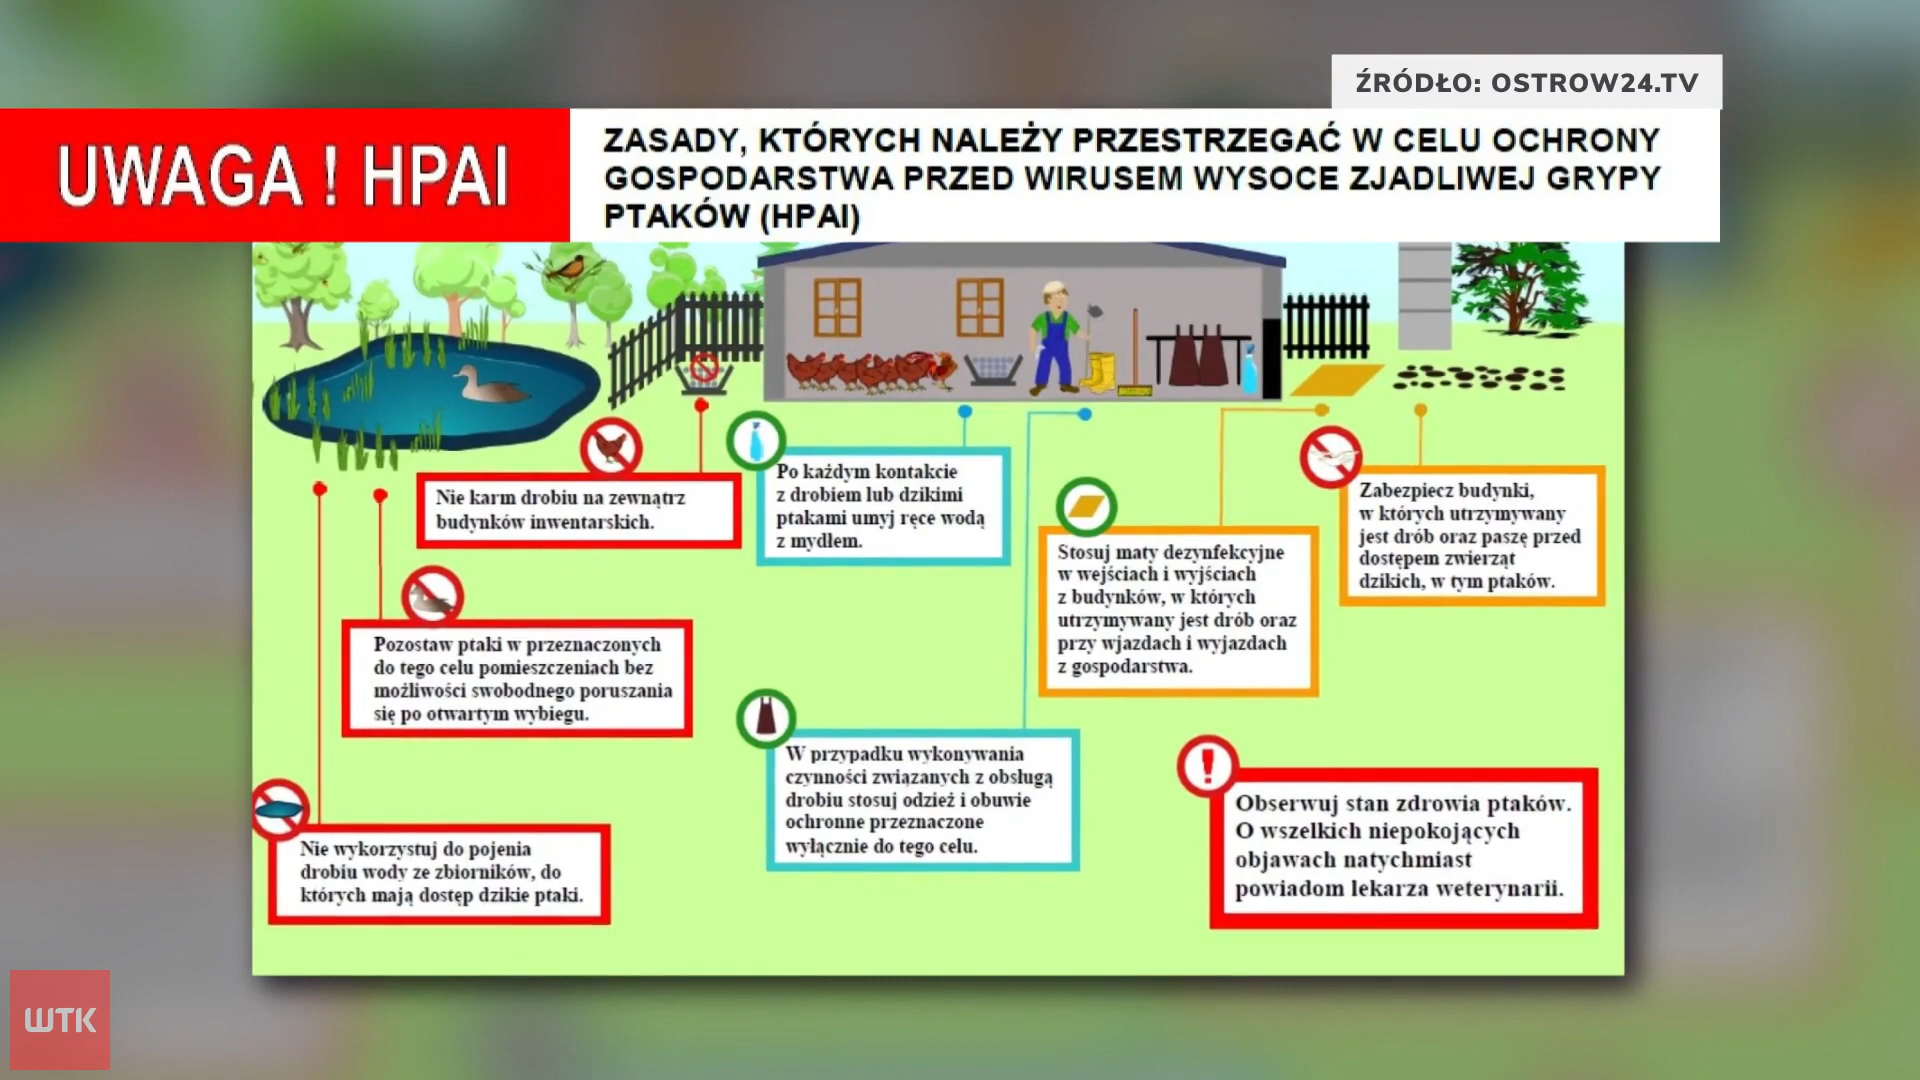 ŹRÓDŁO: OSTROW24.TV
UWAGA ! HPAI
ZASADY, KTÓRYCH NALEŻY PRZESTRZEGAĆ W CELU OCHRONY
GOSPODARSTWA PRZED WIRUSEM WYSOCE ZJADLIWEJ GRYPY
PTAKÓW (HPAI)
Nie karm drobiu na zewnątrz
budynków inwentarskich.
Po każdym kontakcie
z drobiem lub dzikimi
ptakami umyj ręce wodą
z mydłem.
Stosuj maty dezynfekcyjne
w wejściach i wyjściach
z budynków, w których
utrzymywany jest drób oraz
przy wjazdach i wyjazdach
z gospodarstwa.
Zabezpiecz budynki,
w których utrzymywany
jest drób oraz paszę przed
dostępem zwierząt
dzikich, w tym ptaków.
Pozostaw ptaki w przeznaczonych
do tego celu pomieszczeniach bez
możliwości swobodnego poruszania
się po otwartym wybiegu.
W przypadku wykonywania
czynności związanych z obsługą
drobiu stosuj odzież i obuwie
ochronne przeznaczone
wyłącznie do tego celu.
Nie wykorzystuj do pojenia
drobiu wody ze zbiorników, do
których mają dostęp dzikie ptaki.
Obserwuj stan zdrowia ptaków.
O wszelkich niepokojących
objawach natychmiast
powiadom lekarza weterynarii.
WTK